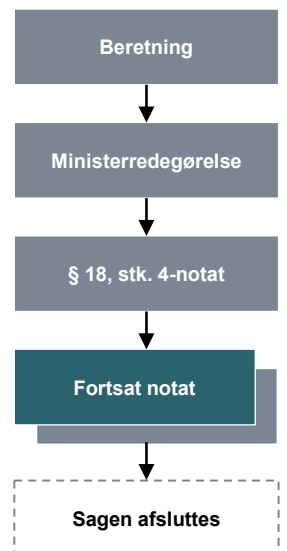 Beretning
Ministerredegørelse
§ 18, stk. 4-notat
Fortsat notat
Sagen afsluttes